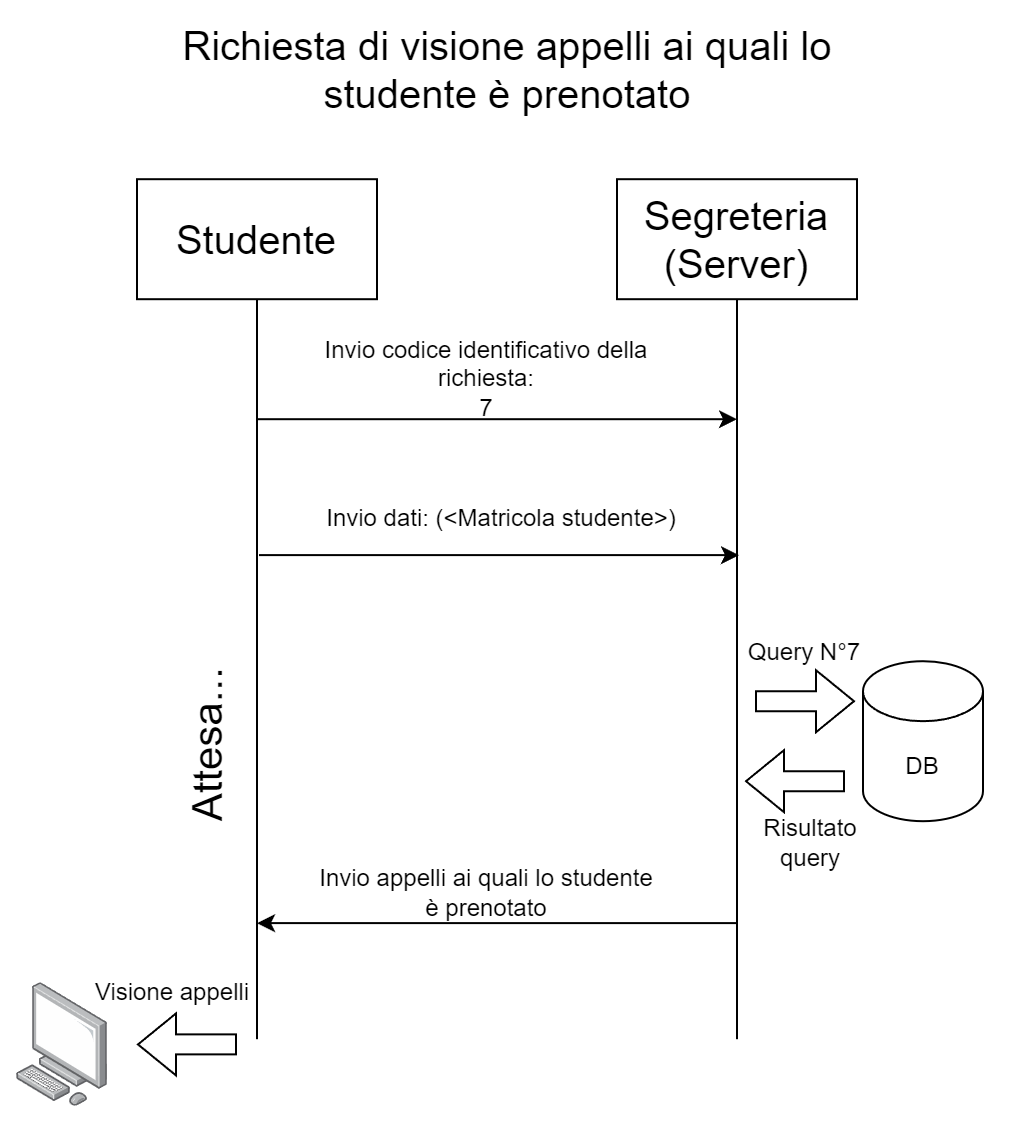 Richiesta di visione appelli ai quali lo
studente è prenotato
Studente
Segreteria
(Server)
Invio codice identificativo della
richiesta:
7
Invio dati: (<Matricola studente>)
Query N°7
DB
Attesa...
Risultato
query
Invio appelli ai quali lo studente
è prenotato
Visione appelli